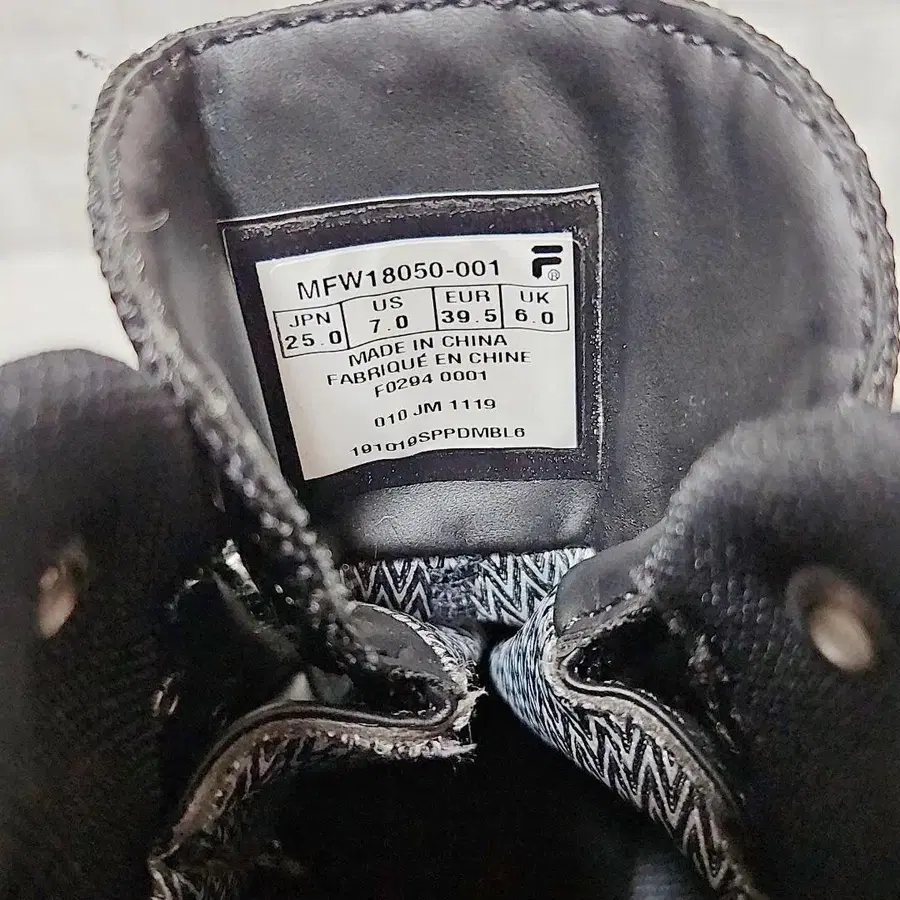 MFW18050-001 F®
JPN US EUR UK
25.0 7.0 39.5 6.0
MADE IN CHINA
FABRIQUÉ EN CHINE
F0294 0001
010 JM 1119
191019SPPDMBL6